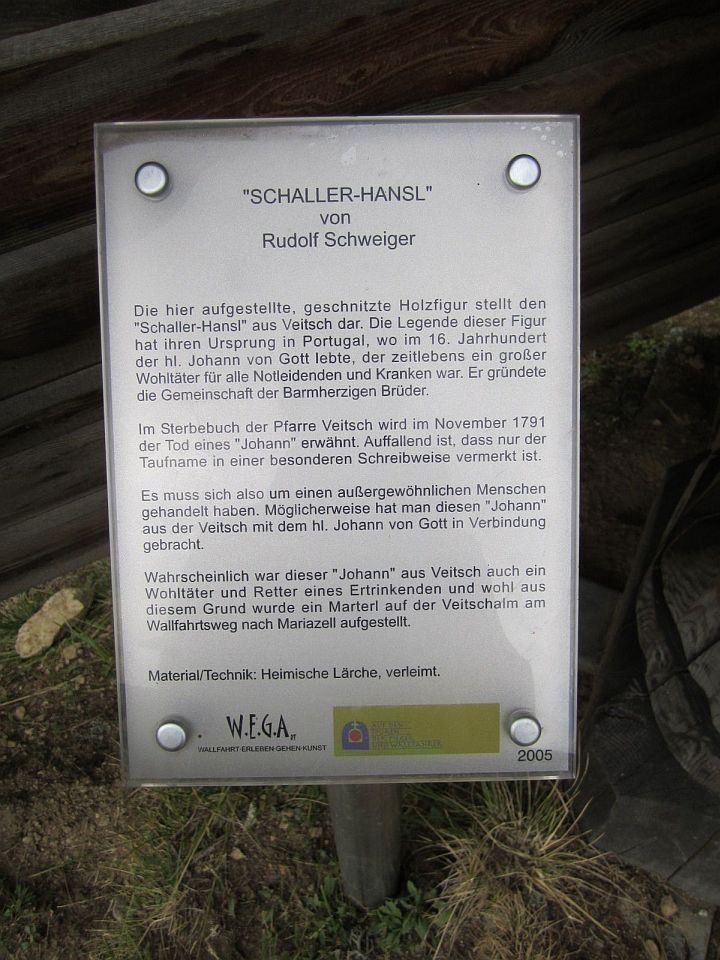 "SCHALLER-HANSL"
von
Rudolf Schweiger
Die hier aufgestellte, geschnitzte Holzfigur stellt den
"Schaller-Hansl" aus Veitsch dar. Die Legende dieser Figur
hat ihren Ursprung in Portugal, wo im 16. Jahrhundert
der hl. Johann von Gott lebte, der zeitlebens ein großer
Wohltäter für alle Notleidenden und Kranken war. Er gründete
die Gemeinschaft der Barmherzigen Brüder.
Im Sterbebuch der Pfarre Veitsch wird im November 1791
der Tod eines "Johann" erwähnt. Auffallend ist, dass nur der
Taufname in einer besonderen Schreibweise vermerkt ist.
Es muss sich also um einen außergewöhnlichen Menschen
gehandelt haben. Möglicherweise hat man diesen "Johann"
aus der Veitsch mit dem hl. Johann von Gott in Verbindung
gebracht.
Wahrscheinlich war dieser "Johann" aus Veitsch auch ein
Wohltäter und Retter eines Ertrinkenden und wohl aus
diesem Grund wurde ein Marterl auf der Veitschalm am
Wallfahrtsweg nach Mariazell aufgestellt.
Material/Technik: Heimische Lärche, verleimt.
W.E.G.A
WALLFAHRT·ERLEBEN·GEHEN·KUNST
AUF DEN
SPUREN
UND WALLFAHRER
2005